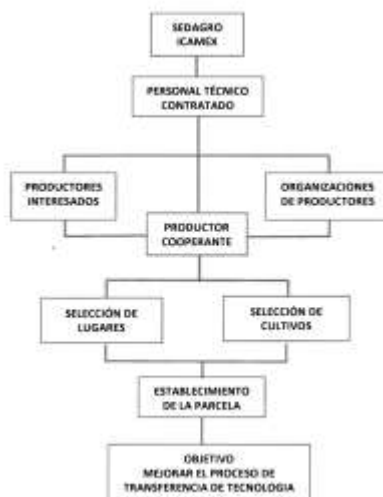 SEDAGRO
ICAMEX
PERSONAL TÉCNICO
CONTRATADO
PRODUCTORES
INTERESADOS
ORGANIZACIONES
DE PRODUCTORES
PRODUCTOR
COOPERANTE
SELECCIÓN DE
LUGARES
SELECCIÓN DE
CULTIVOS
ESTABLECIMIENTO
DE LA PARCELA
OBJETIVO
MEJORAR EL PROCESO DE
TRANSFERENCIA DE TECNOLOGIA